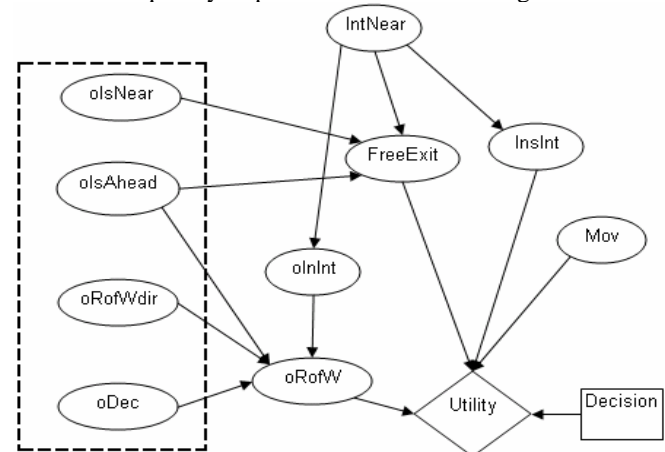 IntNear
oIsNear
FreeExit
InsInt
oIsAhead
Mov
oInInt
oRofWdir
oRofW
oDec
Utility
Decision